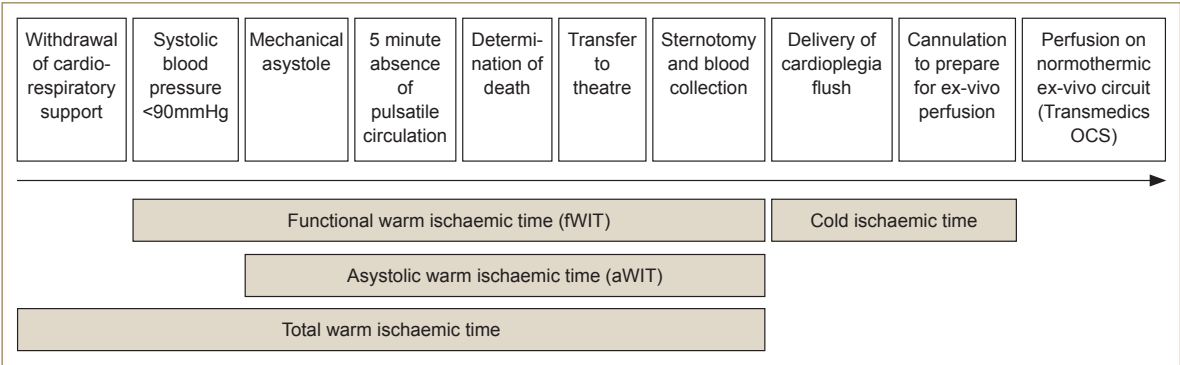 Withdrawal
of cardio-
respiratory
support
Systolic
blood
pressure
<90mmHg
Mechanical
asystole
5 minute
absence
of
pulsatile
circulation
Determi-
nation of
death
Transfer
to
theatre
Sternotomy
and blood
collection
Delivery of
cardioplegia
flush
Cannulation
to prepare
for ex-vivo
perfusion
Perfusion on
normothermic
ex-vivo circuit
(Transmedics
OCS)
Functional warm ischaemic time (fWIT)
Cold ischaemic time
Asystolic warm ischaemic time (aWIT)
Total warm ischaemic time